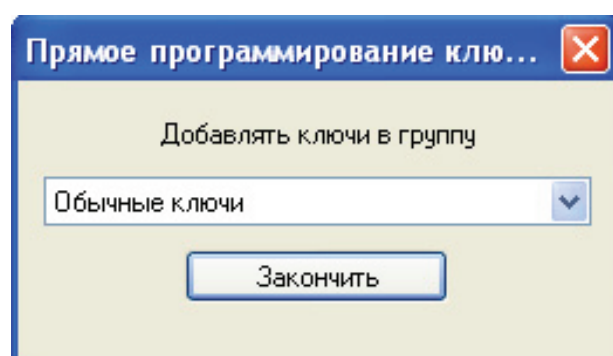 Прямое программирование клю...
Добавлять ключи в группу
Обычные ключи
Закончить